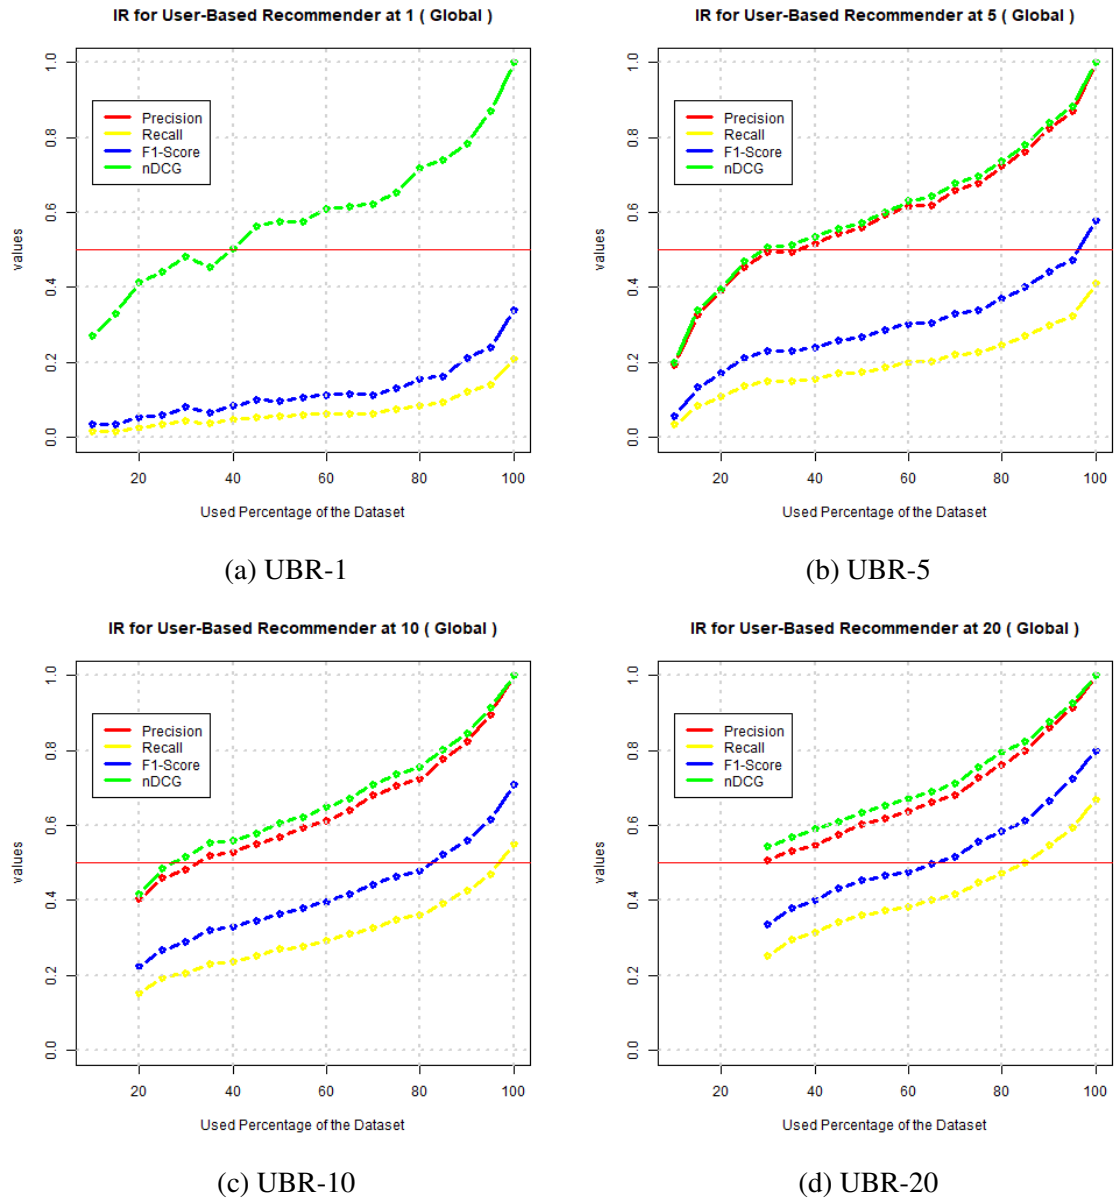 IR for User-Based Recommender at 1 ( Global )
1.0
0.8
0.6
0.4
0.2
0.0
values
Precision
Recall
F1-Score
nDCG
20 40 60 80 100
Used Percentage of the Dataset
(a) UBR-1
IR for User-Based Recommender at 5 ( Global )
1.0
0.8
0.6
0.4
0.2
0.0
values
Precision
Recall
F1-Score
nDCG
20 40 60 80 100
Used Percentage of the Dataset
(b) UBR-5
IR for User-Based Recommender at 10 ( Global )
1.0
0.8
0.6
0.4
0.2
0.0
values
Precision
Recall
F1-Score
nDCG
20 40 60 80 100
Used Percentage of the Dataset
(c) UBR-10
IR for User-Based Recommender at 20 ( Global )
1.0
0.8
0.6
0.4
0.2
0.0
values
Precision
Recall
F1-Score
nDCG
20 40 60 80 100
Used Percentage of the Dataset
(d) UBR-20